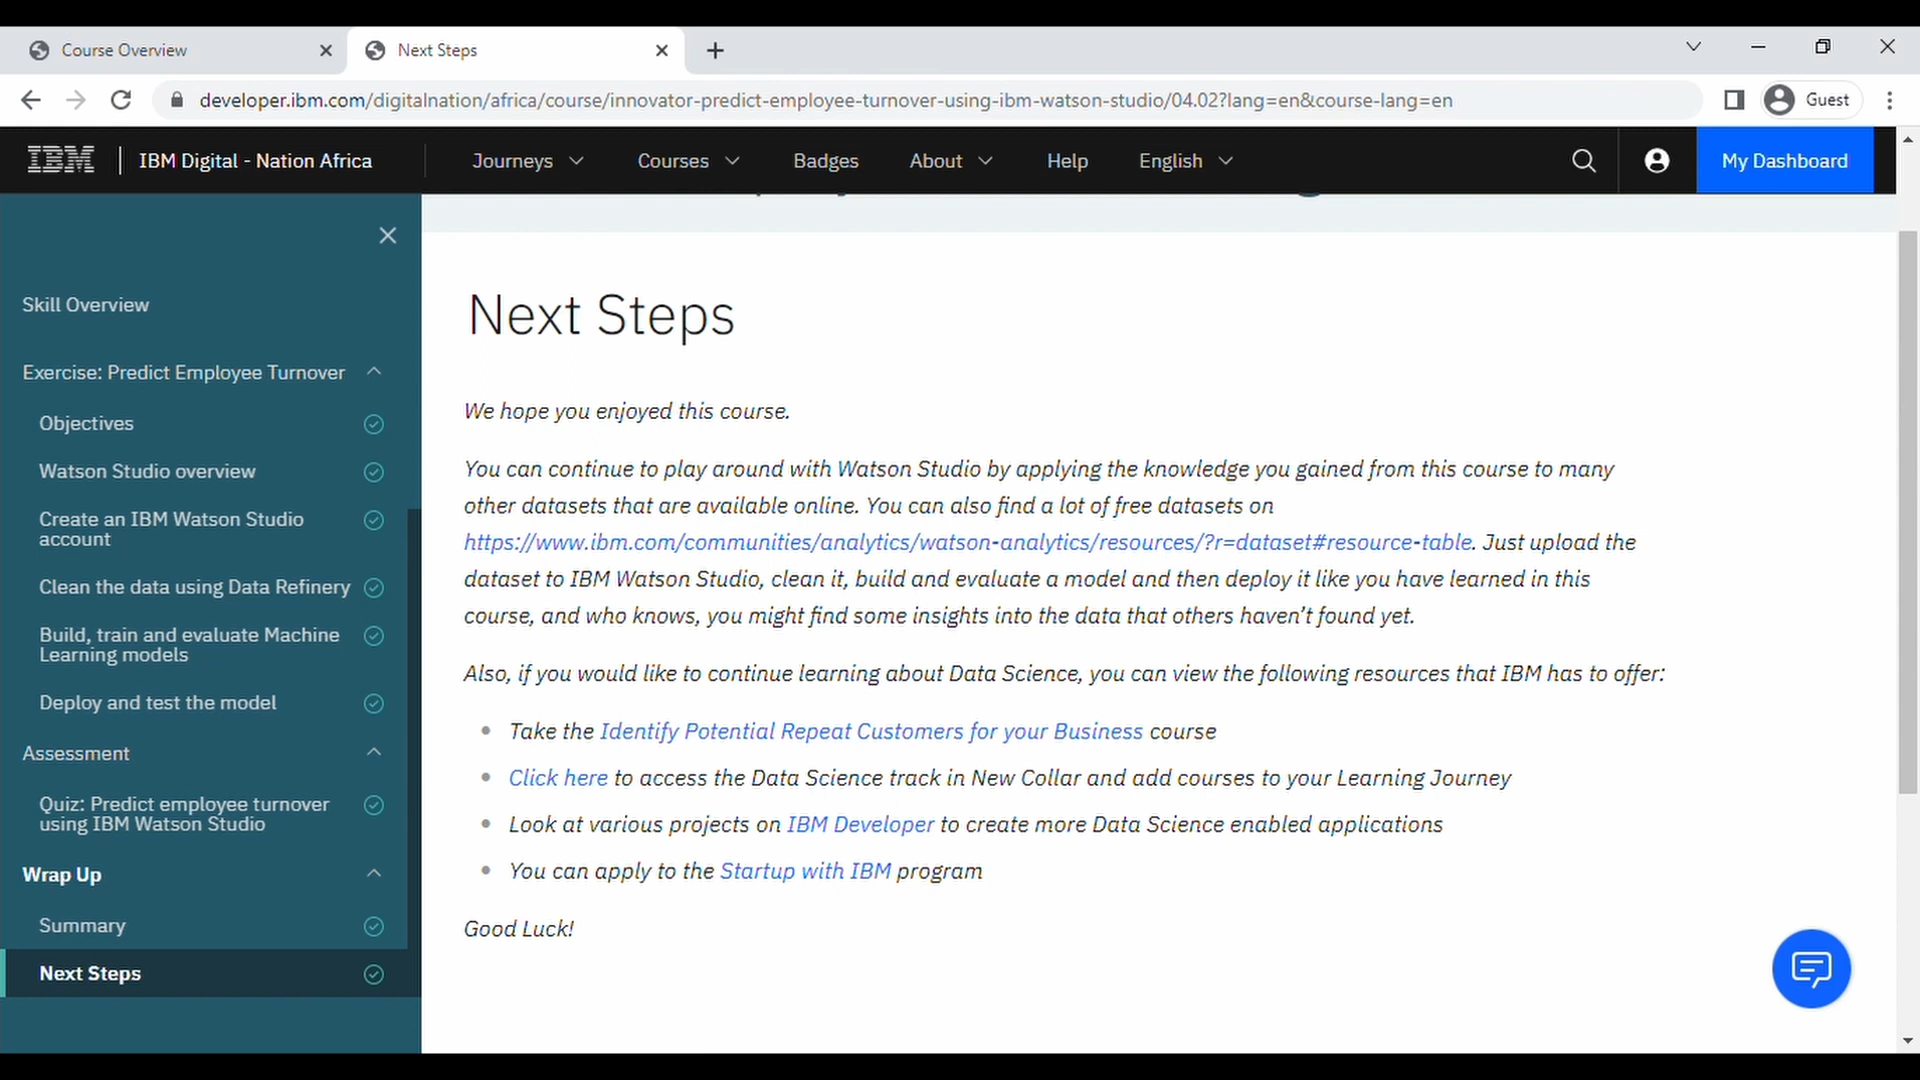 Course Overview
Next Steps
developer.ibm.com/digitalnation/africa/course/innovator-predict-employee-turnover-using-ibm-watson-studio/04.02?lang=en&course-lang=en
Guest
IBM
IBM Digital - Nation Africa
Journeys
Courses
Badges
About
Help
English
My Dashboard
Skill Overview
Exercise: Predict Employee Turnover
Objectives
Watson Studio overview
Create an IBM Watson Studio
account
Clean the data using Data Refinery
Build, train and evaluate Machine
Learning models
Deploy and test the model
Assessment
Quiz: Predict employee turnover
using IBM Watson Studio
Wrap Up
Summary
Next Steps
Next Steps
We hope you enjoyed this course.
You can continue to play around with Watson Studio by applying the knowledge you gained from this course to many
other datasets that are available online. You can also find a lot of free datasets on
https://www.ibm.com/communities/analytics/watson-analytics/resources/?r=dataset#resource-table. Just upload the
dataset to IBM Watson Studio, clean it, build and evaluate a model and then deploy it like you have learned in this
course, and who knows, you might find some insights into the data that others haven’t found yet.
Also, if you would like to continue learning about Data Science, you can view the following resources that IBM has to offer:
• Take the Identify Potential Repeat Customers for your Business course
• Click here to access the Data Science track in New Collar and add courses to your Learning Journey
• Look at various projects on IBM Developer to create more Data Science enabled applications
• You can apply to the Startup with IBM program
Good Luck!